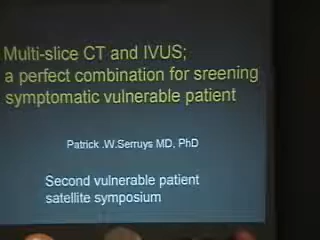 Multi-slice CT and IVUS;
a perfect combination for sreening
symptomatic vulnerable patient
Patrick .W.Serruys MD, PhD
Second vulnerable patient
satellite symposium